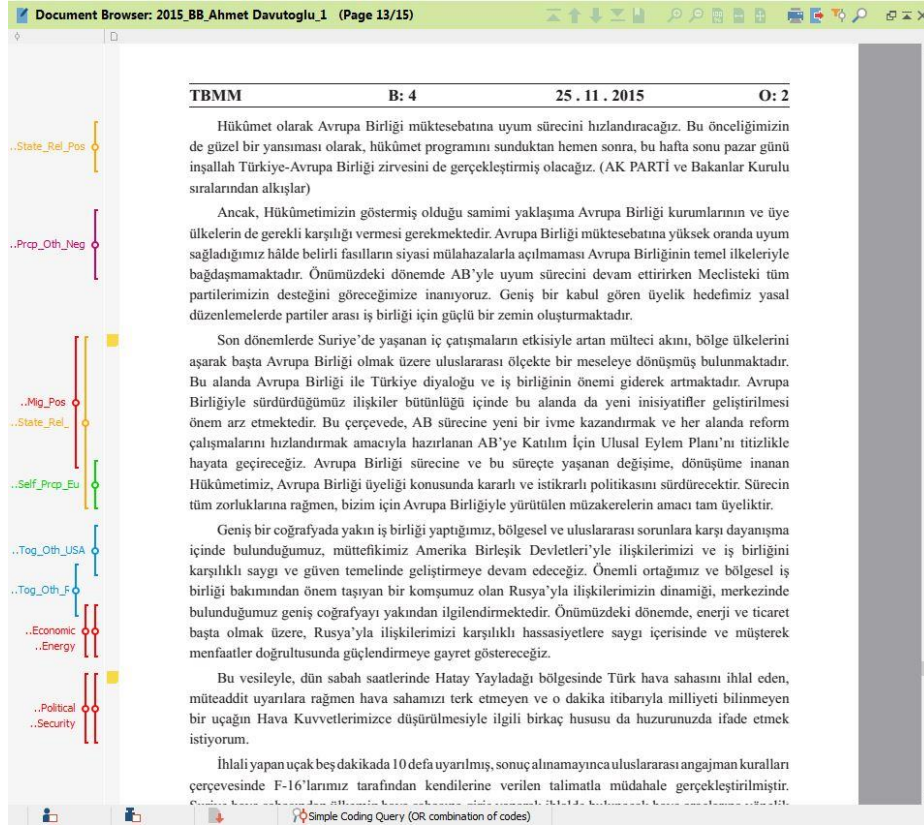 Document Browser: 2015_BB_Ahmet Davutoglu_1 (Page 13/15)
TBMM B: 4 25 . 11 . 2015 O: 2
Hükûmet olarak Avrupa Birliği müktesebatına uyum sürecini hızlandıracağız. Bu önceliğimizin
de güzel bir yansıması olarak, hükûmet programını sunduktan hemen sonra, bu hafta sonu pazar günü
inşallah Türkiye-Avrupa Birliği zirvesini de gerçekleştirmiş olacağız. (AK PARTİ ve Bakanlar Kurulu
sıralarından alkışlar)
Ancak, Hükûmetimizin göstermiş olduğu samimi yaklaşıma Avrupa Birliği kurumlarının ve üye
ülkelerin de gerekli karşılığı vermesi gerekmektedir. Avrupa Birliği müktesebatına yüksek oranda uyum
sağladığımız hâlde belirli fasılların siyasi mülahazalarla açılmaması Avrupa Birliğinin temel ilkeleriyle
bağdaşmamaktadır. Önümüzdeki dönemde AB'yle uyum sürecini devam ettirirken Meclisteki tüm
partilerimizin desteğini göreceğimize inanıyoruz. Geniş bir kabul gören üyelik hedefimiz yasal
düzenlemelerde partiler arası iş birliği için güçlü bir zemin oluşturmaktadır.
Son dönemlerde Suriye'de yaşanan iç çatışmaların etkisiyle artan mülteci akını, bölge ülkelerini
aşarak başta Avrupa Birliği olmak üzere uluslararası ölçekte bir meseleye dönüşmüş bulunmaktadır.
Bu alanda Avrupa Birliği ile Türkiye diyaloğu ve iş birliğinin önemi giderek artmaktadır. Avrupa
Birliğiyle sürdürdüğümüz ilişkiler bütünlüğü içinde bu alanda da yeni inisiyatifler geliştirilmesi
önem arz etmektedir. Bu çerçevede, AB sürecine yeni bir ivme kazandırmak ve her alanda reform
çalışmalarını hızlandırmak amacıyla hazırlanan AB'ye Katılım İçin Ulusal Eylem Planı'nı titizlikle
hayata geçireceğiz. Avrupa Birliği sürecine ve bu süreçte yaşanan değişime, dönüşüme inanan
Hükûmetimiz, Avrupa Birliği üyeliği konusunda kararlı ve istikrarlı politikasını sürdürecektir. Sürecin
tüm zorluklarına rağmen, bizim için Avrupa Birliğiyle yürütülen müzakerelerin amacı tam üyeliktir.
Geniş bir coğrafyada yakın iş birliği yaptığımız, bölgesel ve uluslararası sorunlara karşı dayanışma
içinde bulunduğumuz, müttefikimiz Amerika Birleşik Devletleri'yle ilişkilerimizi ve iş birliğini
karşılıklı saygı ve güven temelinde geliştirmeye devam edeceğiz. Önemli ortağımız ve bölgesel iş
birliği bakımından önem taşıyan bir komşumuz olan Rusya'yla ilişkilerimizin dinamiği, merkezinde
bulunduğumuz geniş coğrafyayı yakından ilgilendirmektedir. Önümüzdeki dönemde, enerji ve ticaret
başta olmak üzere, Rusya'yla ilişkilerimizi karşılıklı hassasiyetlere saygı içerisinde ve müşterek
menfaatler doğrultusunda güçlendirmeye gayret göstereceğiz.
Bu vesileyle, dün sabah saatlerinde Hatay Yayladağı bölgesinde Türk hava sahasını ihlal eden,
müteaddit uyarılara rağmen hava sahamızı terk etmeyen ve o dakika itibarıyla milliyeti bilinmeyen
bir uçağın Hava Kuvvetlerimizce düşürülmesiyle ilgili birkaç hususu da huzurunuzda ifade etmek
istiyorum.
İhlali yapan uçak beş dakikada 10 defa uyarılmış, sonuç alınamayınca uluslararası angajman kuralları
çerçevesinde F-16'larımız tarafından kendilerine verilen talimatla müdahale gerçekleştirilmiştir.
..State_Rel_Pos
..Prcp_Oth_Neg
..Mig_Pos
..State_Rel_
..Self_Prcp_Eu
..Tog_Oth_USA
..Tog_Oth_F
..Economic
..Energy
..Political
..Security
Simple Coding Query (OR combination of codes)